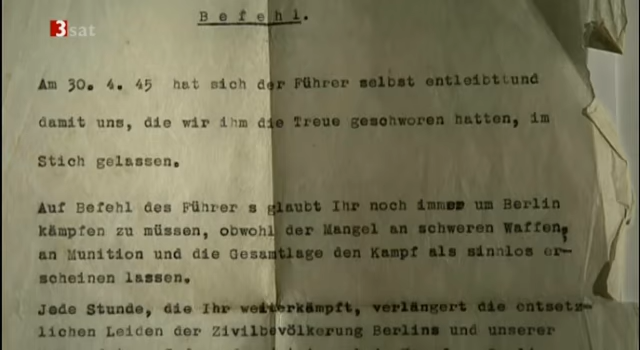 3sat
Befehl.
Am 30. 4. 45 hat sich der Führer selbst entleibttund
damit uns, die wir ihm die Treue geschworen hatten, im
Stich gelassen.
Auf Befehl des Führer s glaubt Ihr noch immer um Berlin
kämpfen zu müssen, obwohl der Mangel an schweren Waffen,
an Munition und die Gesamtlage den Kampf als sinnlos er-
scheinen lassen.
Jede Stunde, die Ihr weiterkämpft, verlängert die entsetz-
lichen Leiden der Zivilbevölkerung Berlins und unserer